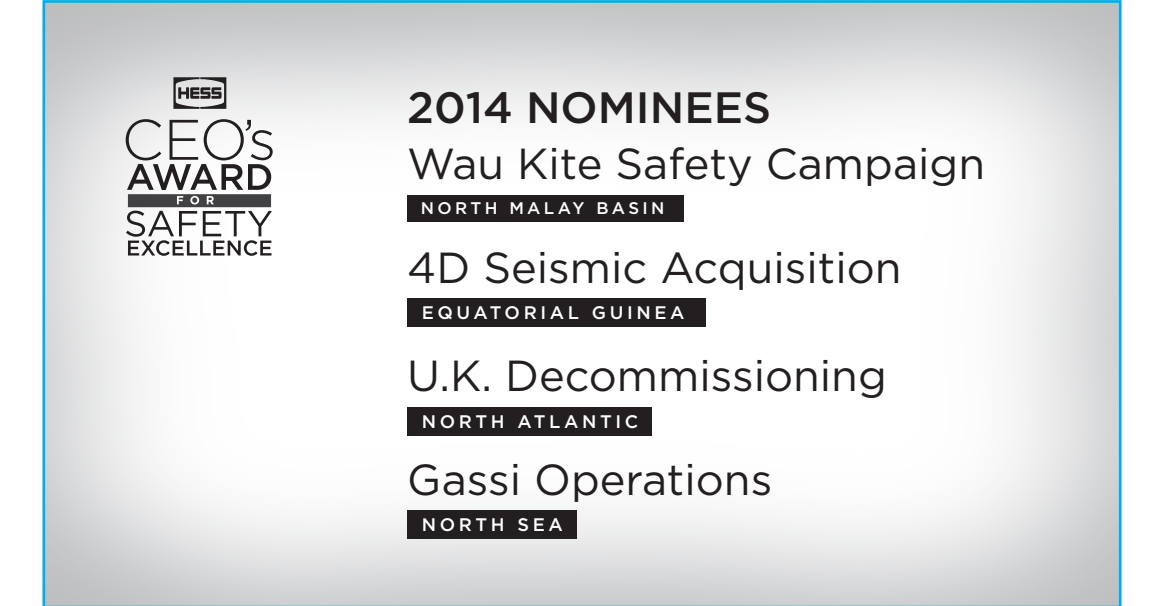 HESS
CEO's
AWARD
FOR
SAFETY
EXCELLENCE
2014 NOMINEES
Wau Kite Safety Campaign
NORTH MALAY BASIN
4D Seismic Acquisition
EQUATORIAL GUINEA
U.K. Decommissioning
NORTH ATLANTIC
Gassi Operations
NORTH SEA